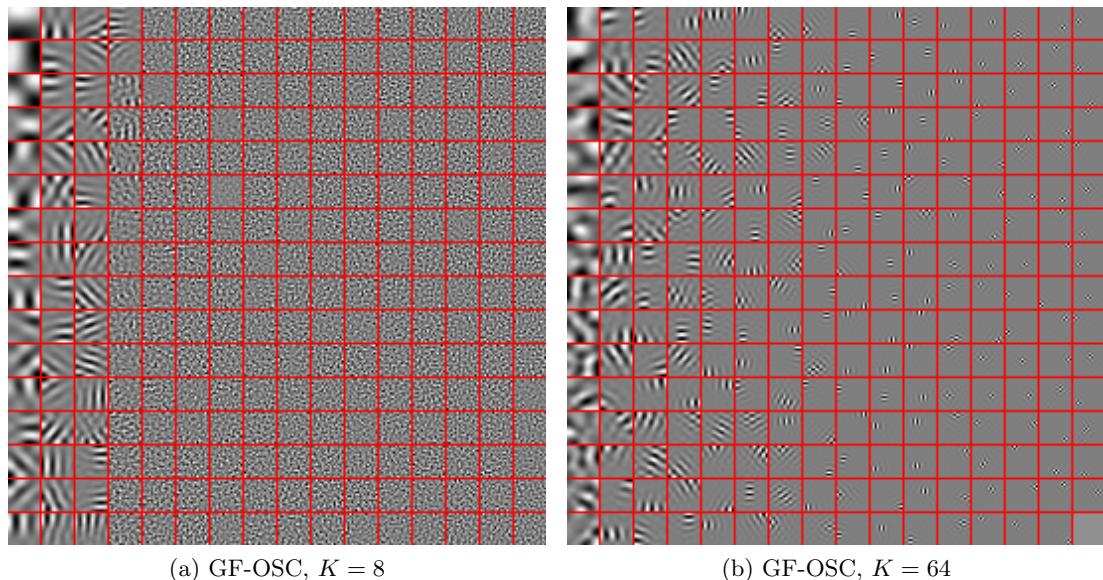 (a) GF-OSC, K = 8
(b) GF-OSC, K = 64